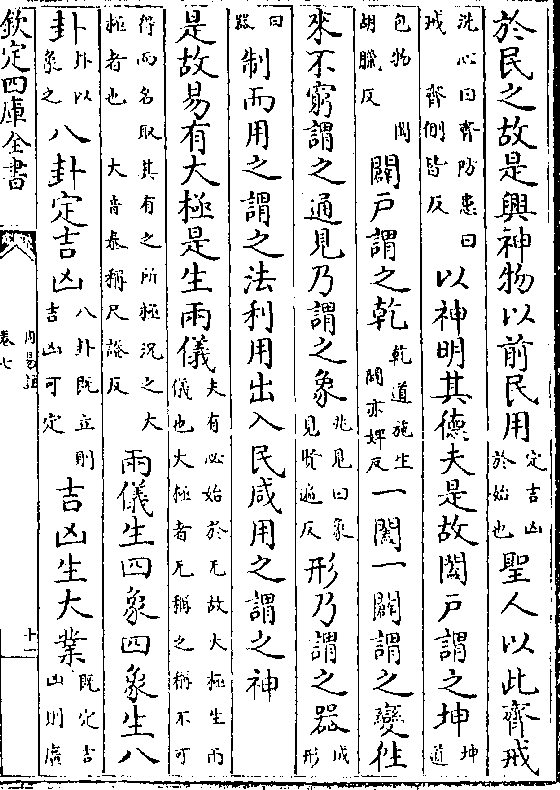 於民之故是興神物以前民用定吉凶於始也聖人以此齊戒
洗心曰齊防患曰戒 齊側皆反以神明其德夫是故闔戶謂之坤坤道
包物 闔胡臘反闢戶謂之乾乾道施生闢亦婢反一闔一闢謂之變往
來不窮謂之通見乃謂之象兆見曰象見賢遍反形乃謂之器成形
曰器制而用之謂之法利用出入民咸用之謂之神
是故易有大極是生兩儀夫有必始於无故大極生兩儀也大極者无稱之稱不可
得而名取其有之所極況之大極者也 大音泰稱尺證反兩儀生四象四象生八
卦卦以象之八卦定吉凶八卦既立則吉凶可定吉凶生大業既定吉凶則廣
欽定四庫全書
周易註
卷七
十一